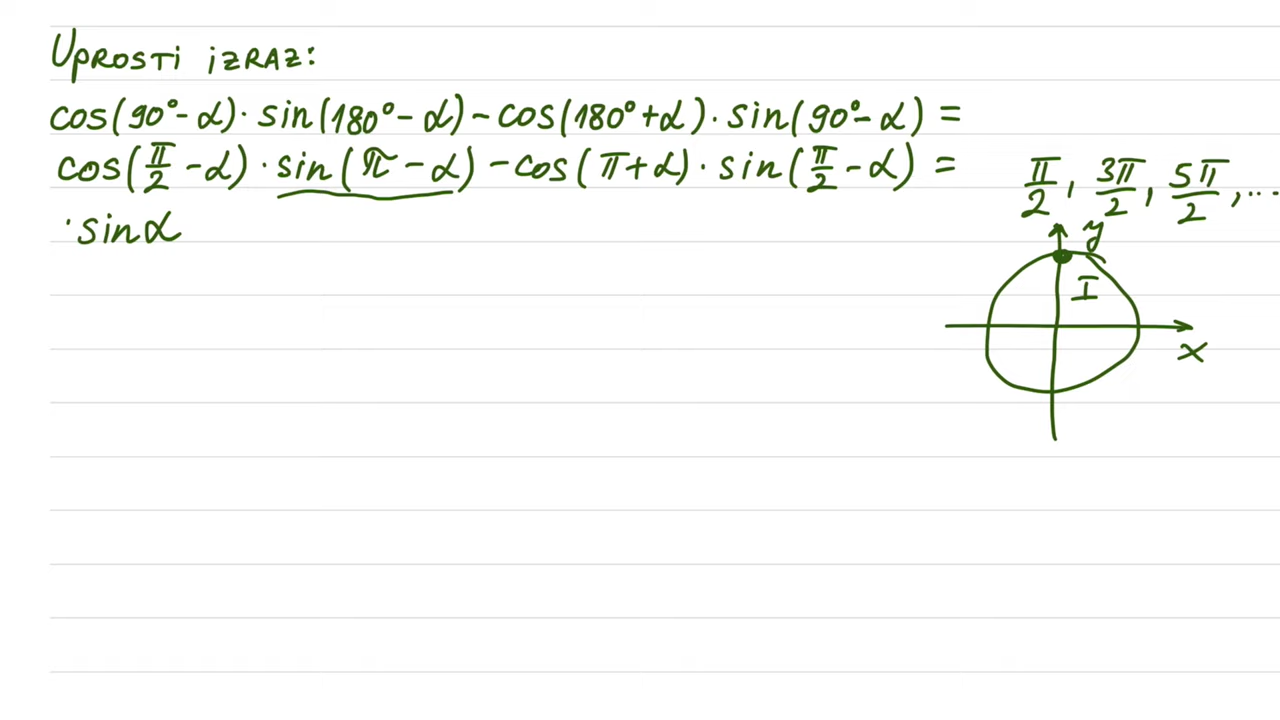 UPROSTI IZRAZ:
cos(90°-α)·sin(180°-α)-cos(180°+α)·sin(90°-α)=
cos(π/2-α)·sin(π-α)-cos(π+α)·sin(π/2-α)=
·sinα
π/2, 3π/2, 5π/2, ...
y
I
x